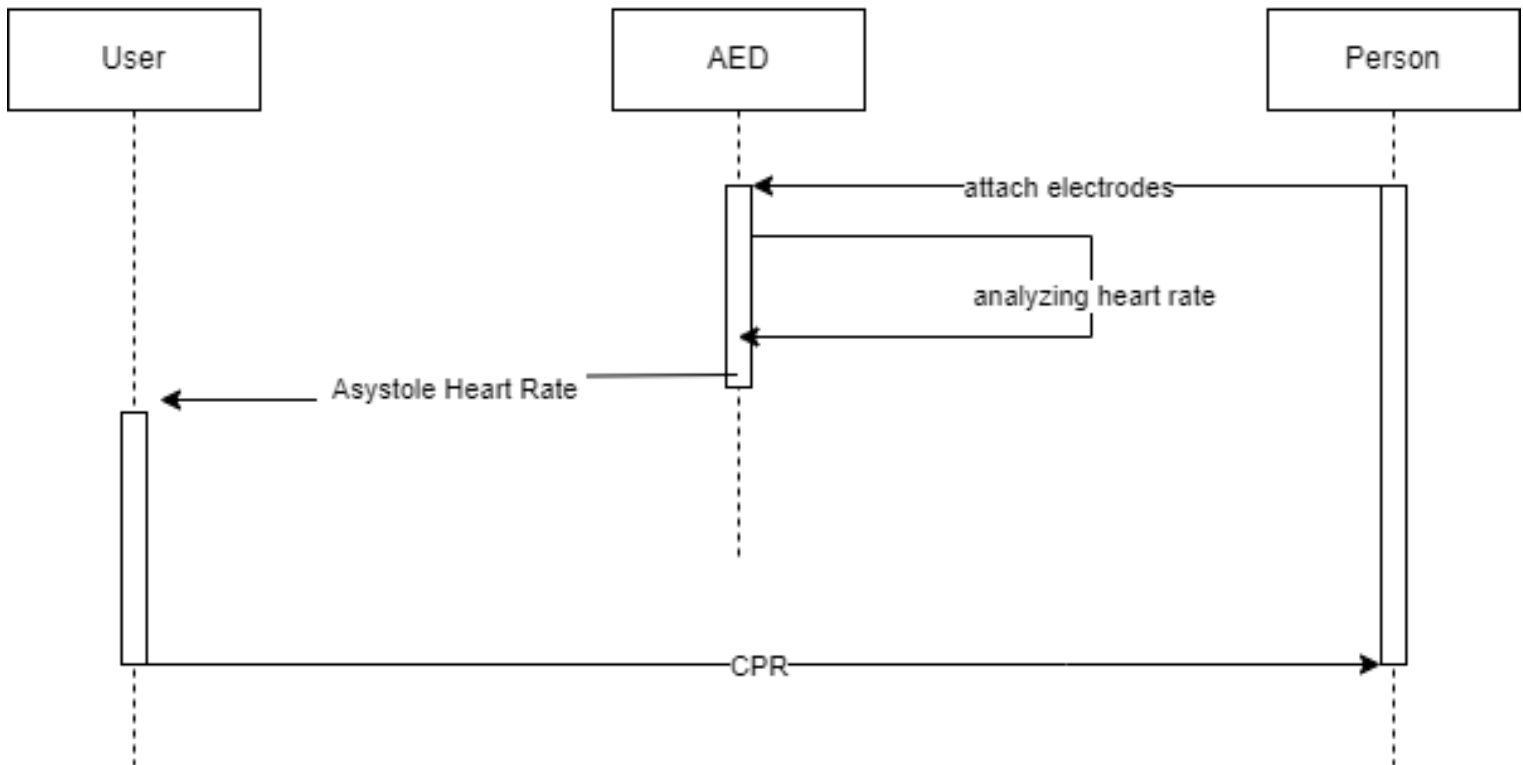 User
AED
Person
attach electrodes
analyzing heart rate
Asystole Heart Rate
CPR